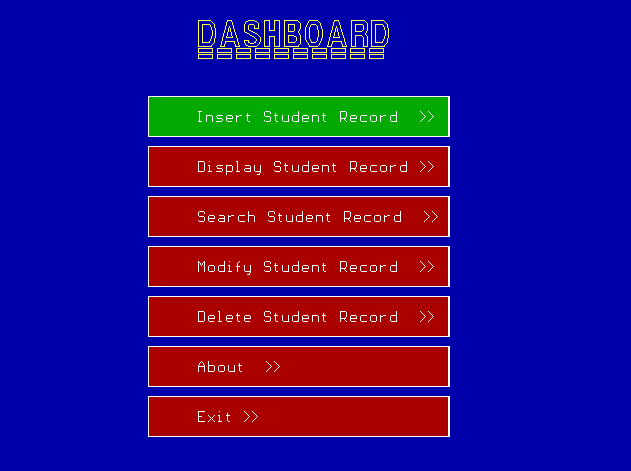 DASHBOARD
==========
Insert Student Record >>
Display Student Record >>
Search Student Record >>
Modify Student Record >>
Delete Student Record >>
About >>
Exit >>